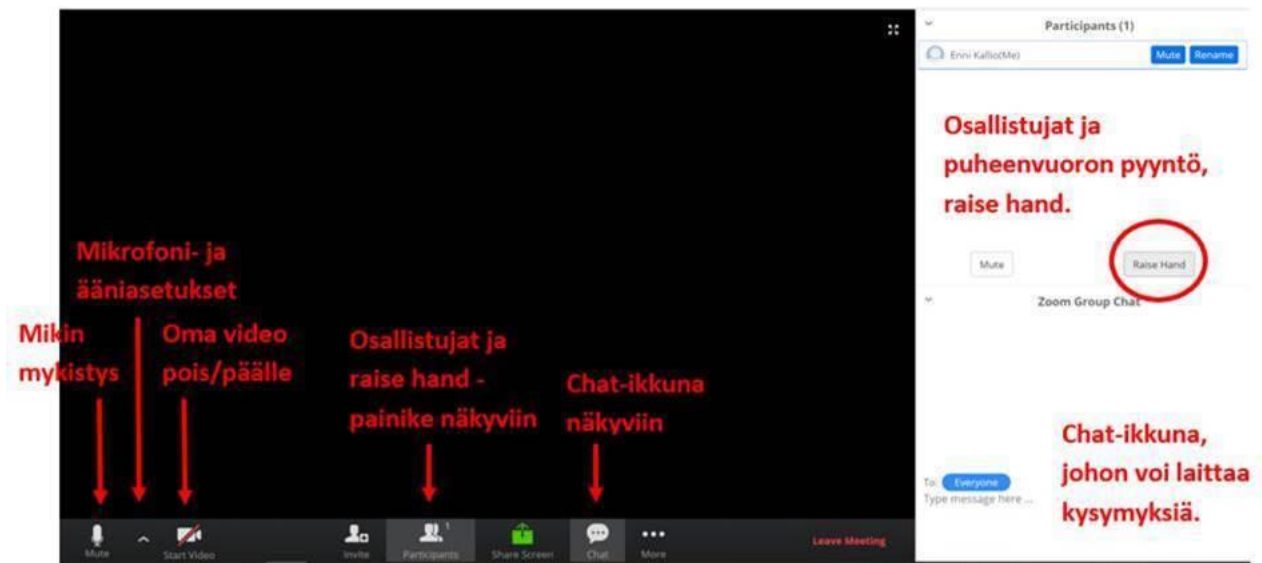 Participants (1)
Enni Kallio(Me)
Mute
Rename
Osallistujat ja
puheenvuoron pyyntö,
raise hand.
Mute
Raise Hand
Zoom Group Chat
Mikrofoni- ja
ääniasetukset
Mikin
mykistys
Oma video
pois/päälle
Osallistujat ja
raise hand -
painike näkyviin
Chat-ikkuna
näkyviin
Chat-ikkuna,
johon voi laittaa
kysymyksiä.
To: Everyone
Type message here ...
Mute
Start Video
Invite
1
Participants
Share Screen
Chat
More
Leave Meeting